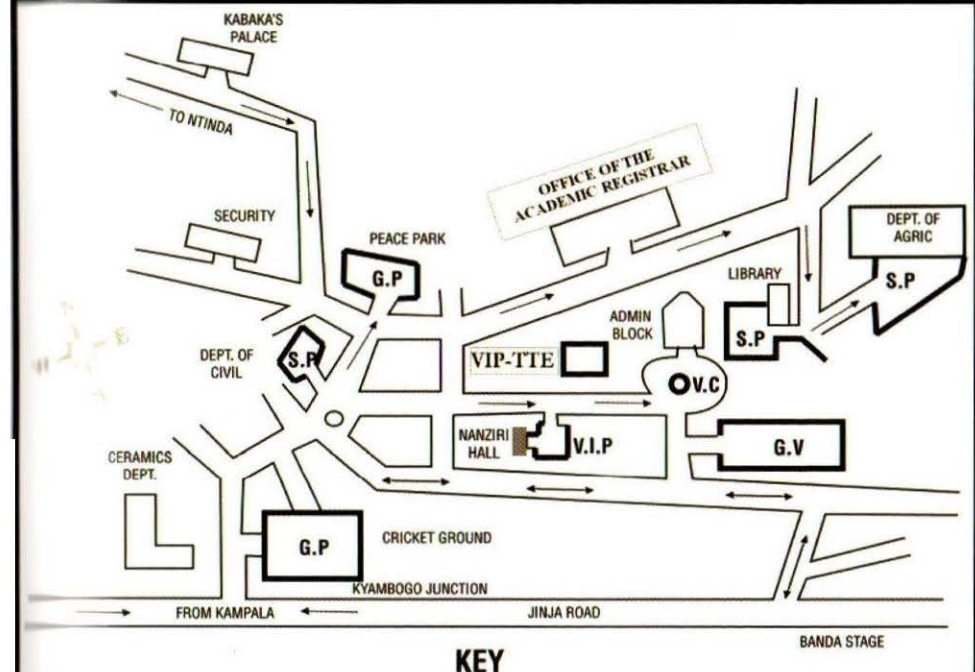 KABAKA'S
PALACE
TO NTINDA
OFFICE OF THE
ACADEMIC REGISTRAR
SECURITY
PEACE PARK
G.P
DEPT. OF
AGRIC
S.P
LIBRARY
S.P
ADMIN
BLOCK
VIP-TTE
V.C
DEPT. OF
CIVIL
S.P
NANZIRI
HALL
V.I.P
G.V
CERAMICS
DEPT.
G.P
CRICKET GROUND
KYAMBOGO JUNCTION
FROM KAMPALA
JINJA ROAD
BANDA STAGE
KEY